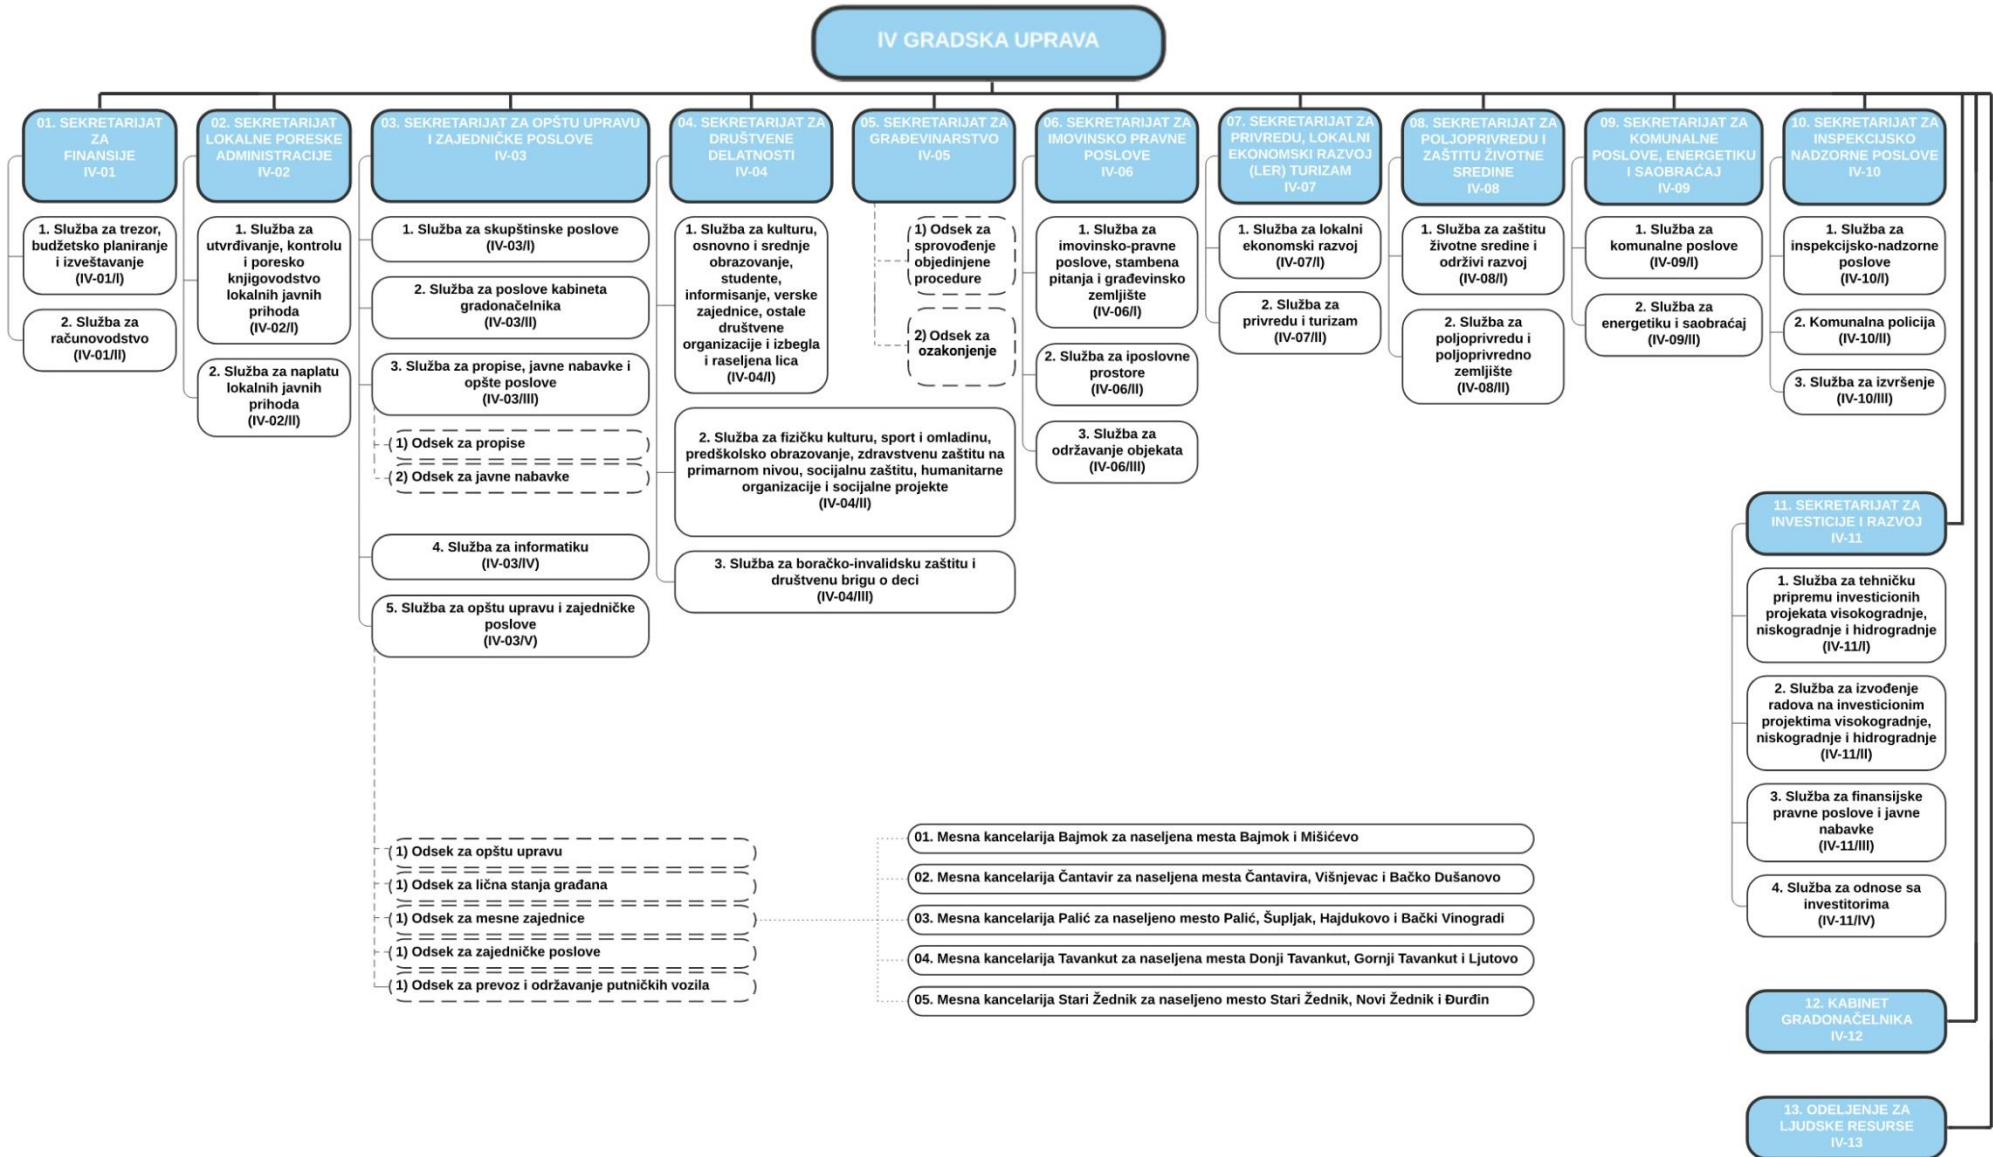 IV GRADSKA UPRAVA
01. SEKRETARIJAT
ZA
FINANSIJE
IV-01
1. Služba za trezor,
budžetsko planiranje
i izveštavanje
(IV-01/I)
2. Služba za
računovodstvo
(IV-01/II)
02. SEKRETARIJAT
LOKALNE PORESKE
ADMINISTRACIJE
IV-02
1. Služba za
utvrđivanje, kontrolu
i poresko
knjigovodstvo
lokalnih javnih
prihoda
(IV-02/I)
2. Služba za naplatu
lokalnih javnih
prihoda
(IV-02/II)
03. SEKRETARIJAT ZA OPŠTU UPRAVU
I ZAJEDNIČKE POSLOVE
IV-03
1. Služba za skupštinske poslove
(IV-03/I)
2. Služba za poslove kabineta
gradonačelnika
(IV-03/II)
3. Služba za propise, javne nabavke i
opšte poslove
(IV-03/III)
1) Odsek za propise
2) Odsek za javne nabavke
4. Služba za informatiku
(IV-03/IV)
5. Služba za opštu upravu i zajedničke
poslove
(IV-03/V)
1) Odsek za opštu upravu
1) Odsek za lična stanja građana
1) Odsek za mesne zajednice
1) Odsek za zajedničke poslove
1) Odsek za prevoz i održavanje putničkih vozila
01. Mesna kancelarija Bajmok za naseljena mesta Bajmok i Mišićevo
02. Mesna kancelarija Čantavir za naseljena mesta Čantavira, Višnjevac i Bačko Dušanovo
03. Mesna kancelarija Palić za naseljeno mesto Palić, Šupljak, Hajdukovo i Bački Vinogradi
04. Mesna kancelarija Tavankut za naseljena mesta Donji Tavankut, Gornji Tavankut i Ljutovo
05. Mesna kancelarija Stari Žednik za naseljeno mesto Stari Žednik, Novi Žednik i Đurđin
04. SEKRETARIJAT ZA
DRUŠTVENE
DELATNOSTI
IV-04
1. Služba za kulturu,
osnovno i srednje
obrazovanje,
studente,
informisanje, verske
zajednice, ostale
društvene
organizacije i izbegla
i raseljena lica
(IV-04/I)
2. Služba za fizičku kulturu, sport i omladinu,
predškolsko obrazovanje, zdravstvenu zaštitu na
primarnom nivou, socijalnu zaštitu, humanitarne
organizacije i socijalne projekte
(IV-04/II)
3. Služba za boračko-invalidsku zaštitu i
društvenu brigu o deci
(IV-04/III)
05. SEKRETARIJAT ZA
GRAĐEVINARSTVO
IV-05
1) Odsek za
sprovođenje
objedinjene
procedure
2) Odsek za
ozakonjenje
06. SEKRETARIJAT ZA
IMOVINSKO PRAVNE
POSLOVE
IV-06
1. Služba za
imovinsko-pravne
poslove, stambena
pitanja i građevinsko
zemljište
(IV-06/I)
2. Služba za iposlovne
prostore
(IV-06/II)
3. Služba za
održavanje objekata
(IV-06/III)
07. SEKRETARIJAT ZA
PRIVREDU, LOKALNI
EKONOMSKI RAZVOJ
(LER) TURIZAM
IV-07
1. Služba za lokalni
ekonomski razvoj
(IV-07/I)
2. Služba za
privredu i turizam
(IV-07/II)
08. SEKRETARIJAT ZA
POLJOPRIVREDU I
ZAŠTITU ŽIVOTNE
SREDINE
IV-08
1. Služba za zaštitu
životne sredine i
održivi razvoj
(IV-08/I)
2. Služba za
poljoprivredu i
poljoprivredno
zemljište
(IV-08/II)
09. SEKRETARIJAT ZA
KOMUNALNE
POSLOVE, ENERGETIKU
I SAOBRAĆAJ
IV-09
1. Služba za
komunalne poslove
(IV-09/I)
2. Služba za
energetiku i saobraćaj
(IV-09/II)
10. SEKRETARIJAT ZA
INSPEKCIJSKO
NADZORNE POSLOVE
IV-10
1. Služba za
inspekcijsko-nadzorne
poslove
(IV-10/I)
2. Komunalna policija
(IV-10/II)
3. Služba za izvršenje
(IV-10/III)
11. SEKRETARIJAT ZA
INVESTICIJE I RAZVOJ
IV-11
1. Služba za tehničku
pripremu investicionih
projekata visokogradnje,
niskogradnje i hidrogradnje
(IV-11/I)
2. Služba za izvođenje
radova na investicionim
projektima visokogradnje,
niskogradnje i hidrogradnje
(IV-11/II)
3. Služba za finansijske
pravne poslove i javne
nabavke
(IV-11/III)
4. Služba za odnose sa
investitorima
(IV-11/IV)
12. KABINET
GRADONAČELNIKA
IV-12
13. ODELJENJE ZA
LJUDSKE RESURSE
IV-13